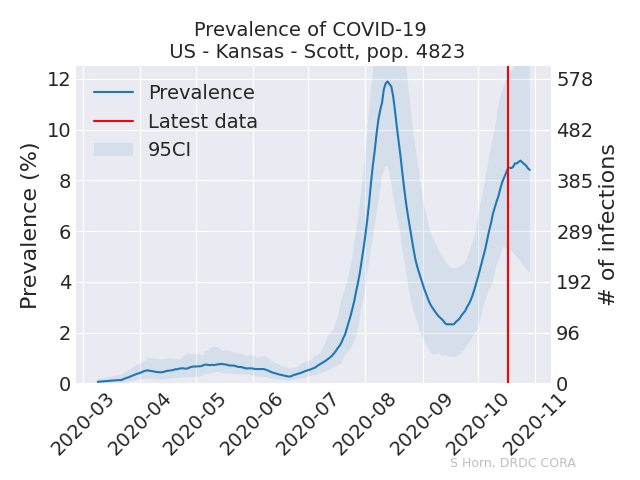 Prevalence of COVID-19
US - Kansas - Scott, pop. 4823
Prevalence (%)
12
10
8
6
4
2
0
Prevalence
Latest data
95CI
578
482
385
289
192
96
0
# of infections
2020-03
2020-04
2020-05
2020-06
2020-07
2020-08
2020-09
2020-10
2020-11
S Horn, DRDC CORA